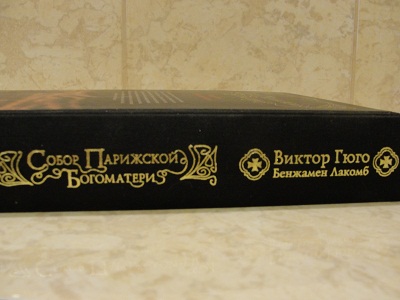 Собор Парижской
Богоматери
Виктор Гюго
Бенжамен Лакомб